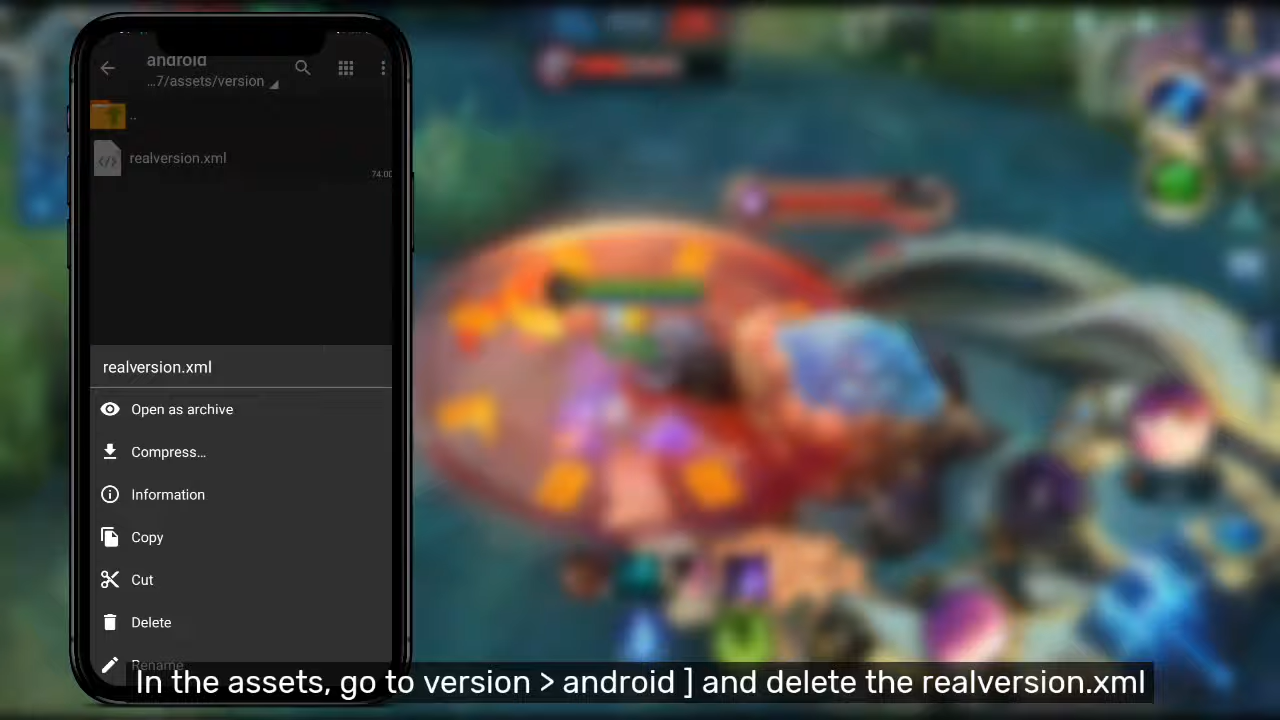 android
...7/assets/version
..
realversion.xml
74.00
realversion.xml
Open as archive
Compress...
Information
Copy
Cut
Delete
Rename
In the assets, go to version > android ] and delete the realversion.xml